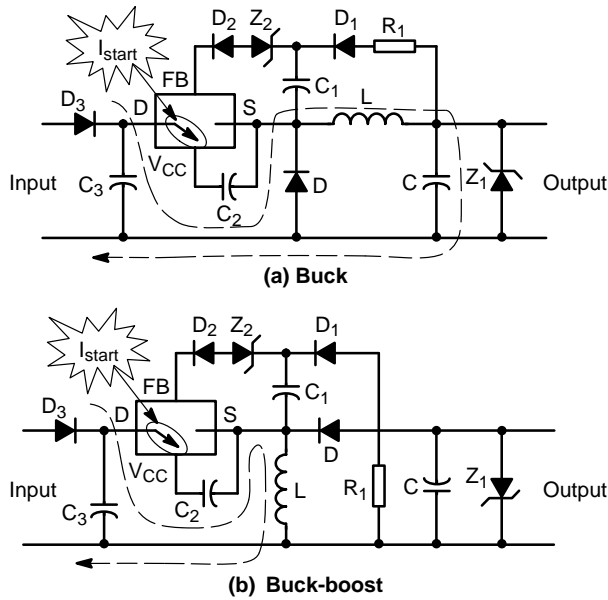 D2 Z2 D1 R1
Istart
FB
C1
L
D3 D S
VCC
Input C3 C2 D C Z1 Output
(a) Buck
D2 Z2 D1
Istart
FB
C1
D3 D S
VCC D
Input C3 C2 L R1 C Z1 Output
(b) Buck-boost